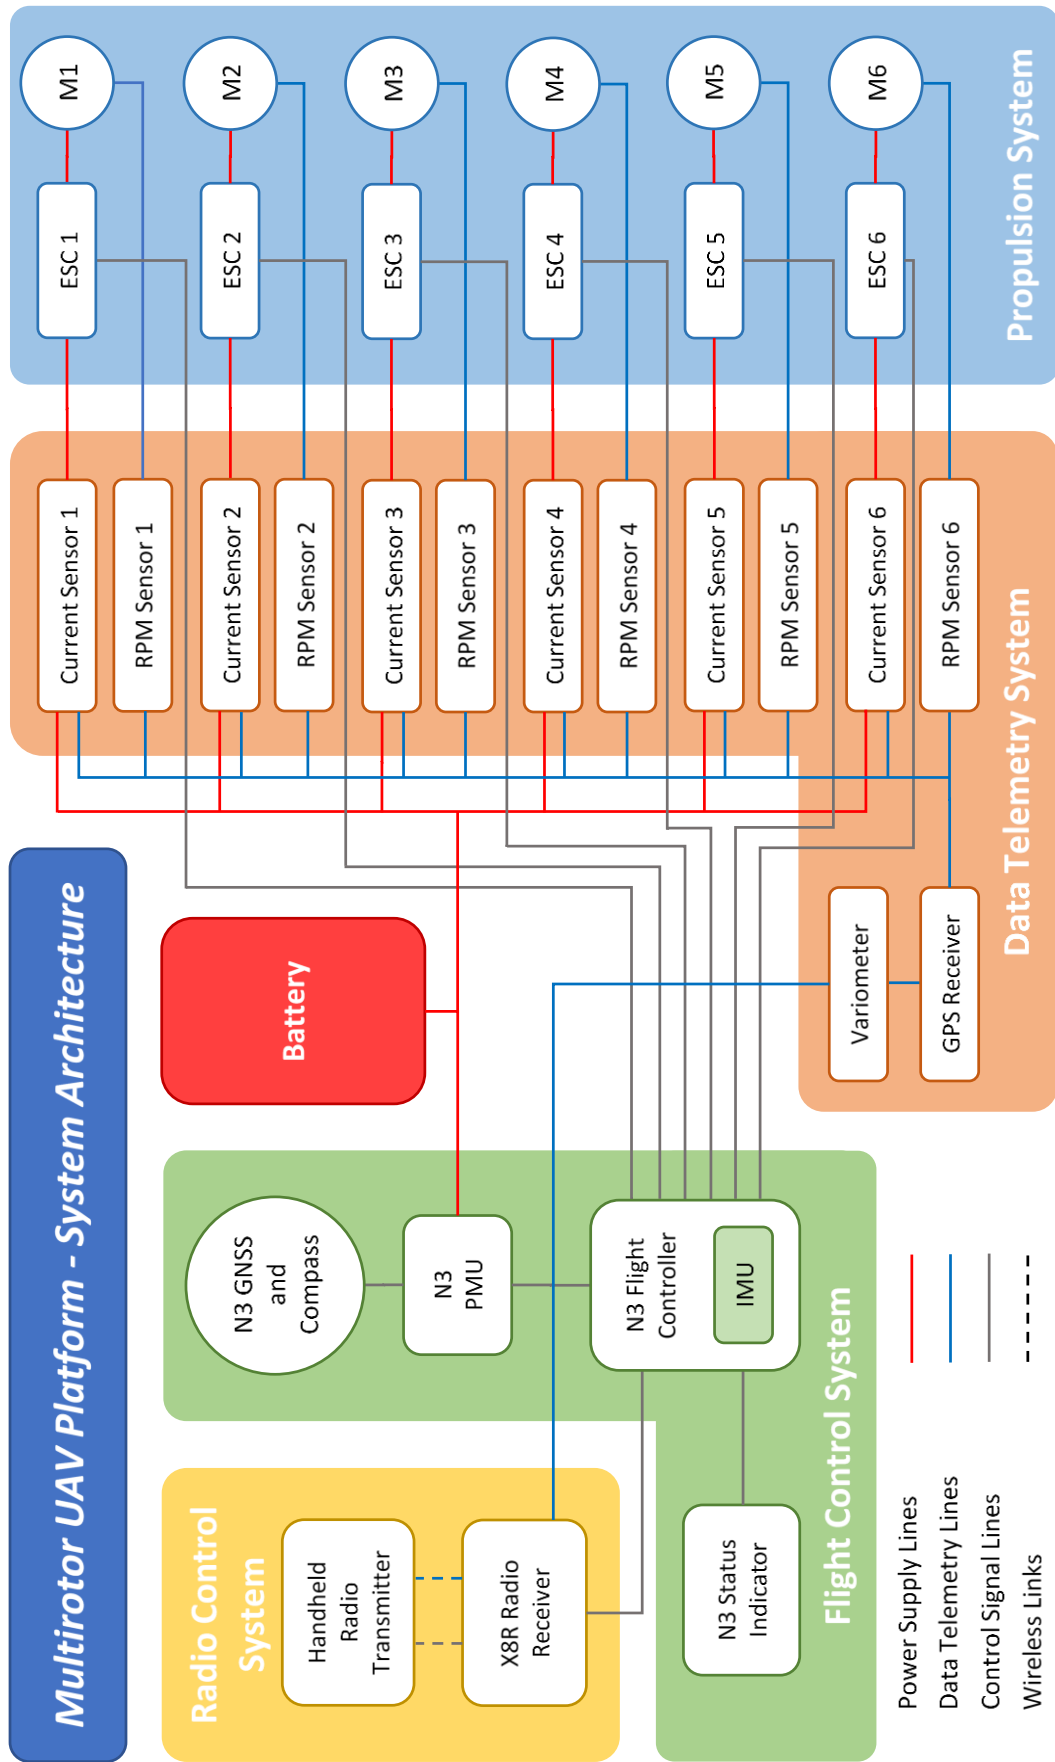 Multirotor UAV Platform - System Architecture
Radio Control
System
Handheld
Radio
Transmitter
X8R Radio
Receiver
N3 GNSS
and
Compass
N3
PMU
N3 Flight
Controller
IMU
N3 Status
Indicator
Flight Control System
Battery
Variometer
GPS Receiver
Data Telemetry System
Current Sensor 1
RPM Sensor 1
Current Sensor 2
RPM Sensor 2
Current Sensor 3
RPM Sensor 3
Current Sensor 4
RPM Sensor 4
Current Sensor 5
RPM Sensor 5
Current Sensor 6
RPM Sensor 6
ESC 1
ESC 2
ESC 3
ESC 4
ESC 5
ESC 6
M1
M2
M3
M4
M5
M6
Propulsion System
Power Supply Lines
Data Telemetry Lines
Control Signal Lines
Wireless Links